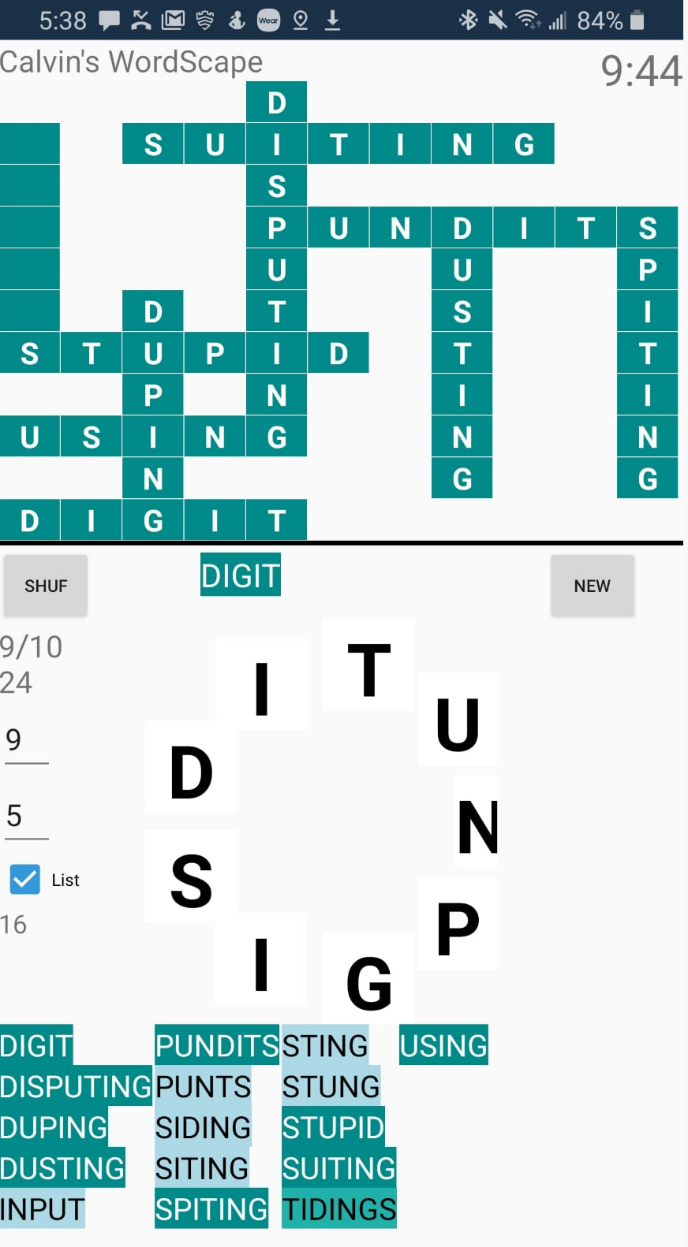 5:38 Wear 84%
Calvin's WordScape 9:44
D
S U I T I N G
S
P U N D I T S
U U P
D T S I
S T U P I D T T
P N I I
U S I N G N N
N G G
D I G I T
SHUF DIGIT NEW
9/10
24
9
5
List
16
I T
D U
S N
I G P
DIGIT PUNDITS STING USING
DISPUTING PUNTS STUNG
DUPING SIDING STUPID
DUSTING SITING SUITING
INPUT SPITING TIDINGS